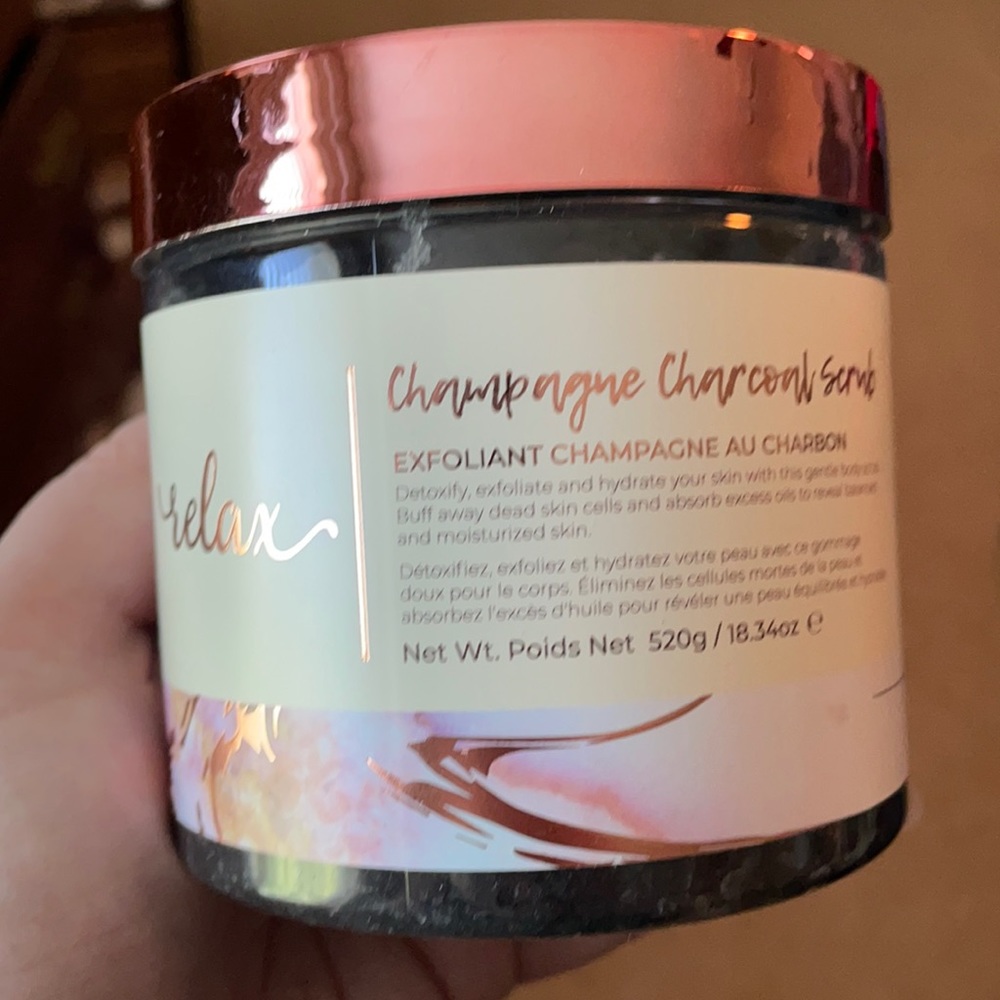 relax
Champagne Charcoal Scrub
EXFOLIANT CHAMPAGNE AU CHARBON
Detoxify, exfoliate and hydrate your skin with this gentle
Buff away dead skin cells and absorb excess oils to reveal balanced
and moisturized skin.
Détoxifiez, exfoliez et hydratez votre peau avec ce gommage
doux pour le corps. Éliminez les cellules mortes de la peau et
absorbez l'excès d'huile pour révéler une peau équilibrée et
Net Wt. Poids Net 520g / 18.34oz ℮